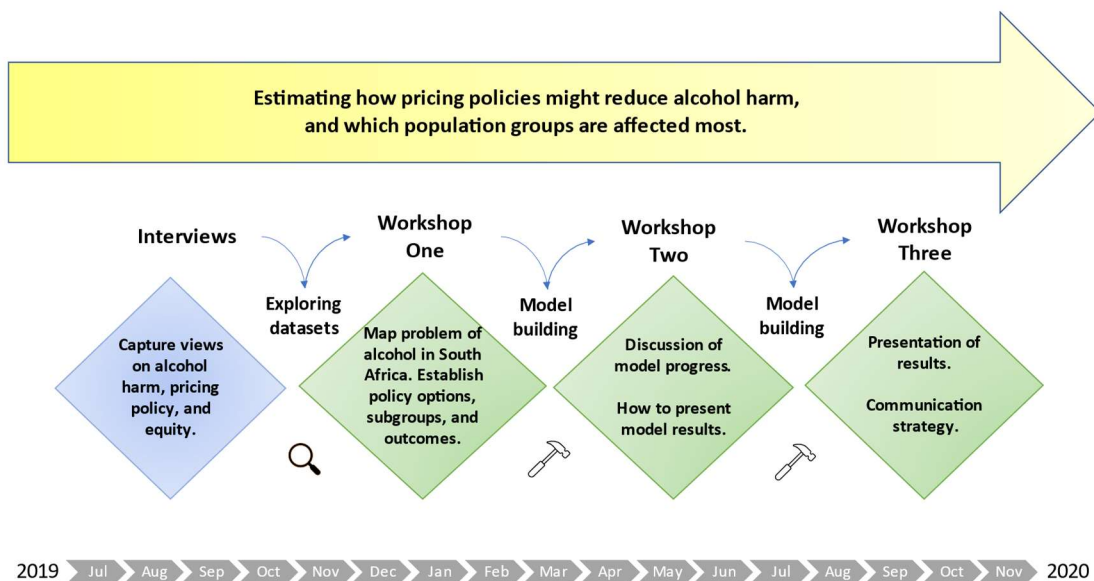 Estimating how pricing policies might reduce alcohol harm,
and which population groups are affected most.
Interviews
Exploring
datasets
Workshop
One
Model
building
Workshop
Two
Model
building
Workshop
Three
Capture views
on alcohol
harm, pricing
policy, and
equity.
Map problem of
alcohol in South
Africa. Establish
policy options,
subgroups, and
outcomes.
Discussion of
model progress.
How to present
model results.
Presentation of
results.
Communication
strategy.
2019 Jul Aug Sep Oct Nov Dec Jan Feb Mar Apr May Jun Jul Aug Sep Oct Nov 2020